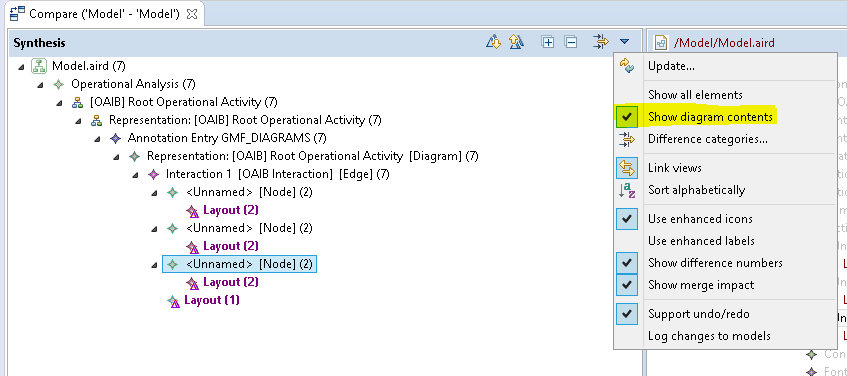 Compare ('Model' - 'Model')
Synthesis
Model.aird (7)
Operational Analysis (7)
[OAIB] Root Operational Activity (7)
Representation: [OAIB] Root Operational Activity (7)
Annotation Entry GMF_DIAGRAMS (7)
Representation: [OAIB] Root Operational Activity [Diagram] (7)
Interaction 1 [OAIB Interaction] [Edge] (7)
<Unnamed> [Node] (2)
Layout (2)
<Unnamed> [Node] (2)
Layout (2)
<Unnamed> [Node] (2)
Layout (2)
Layout (1)
/Model/Model.aird
Update...
Show all elements
Show diagram contents
Difference categories...
Link views
Sort alphabetically
Use enhanced icons
Use enhanced labels
Show difference numbers
Show merge impact
Support undo/redo
Log changes to models
Con
Font